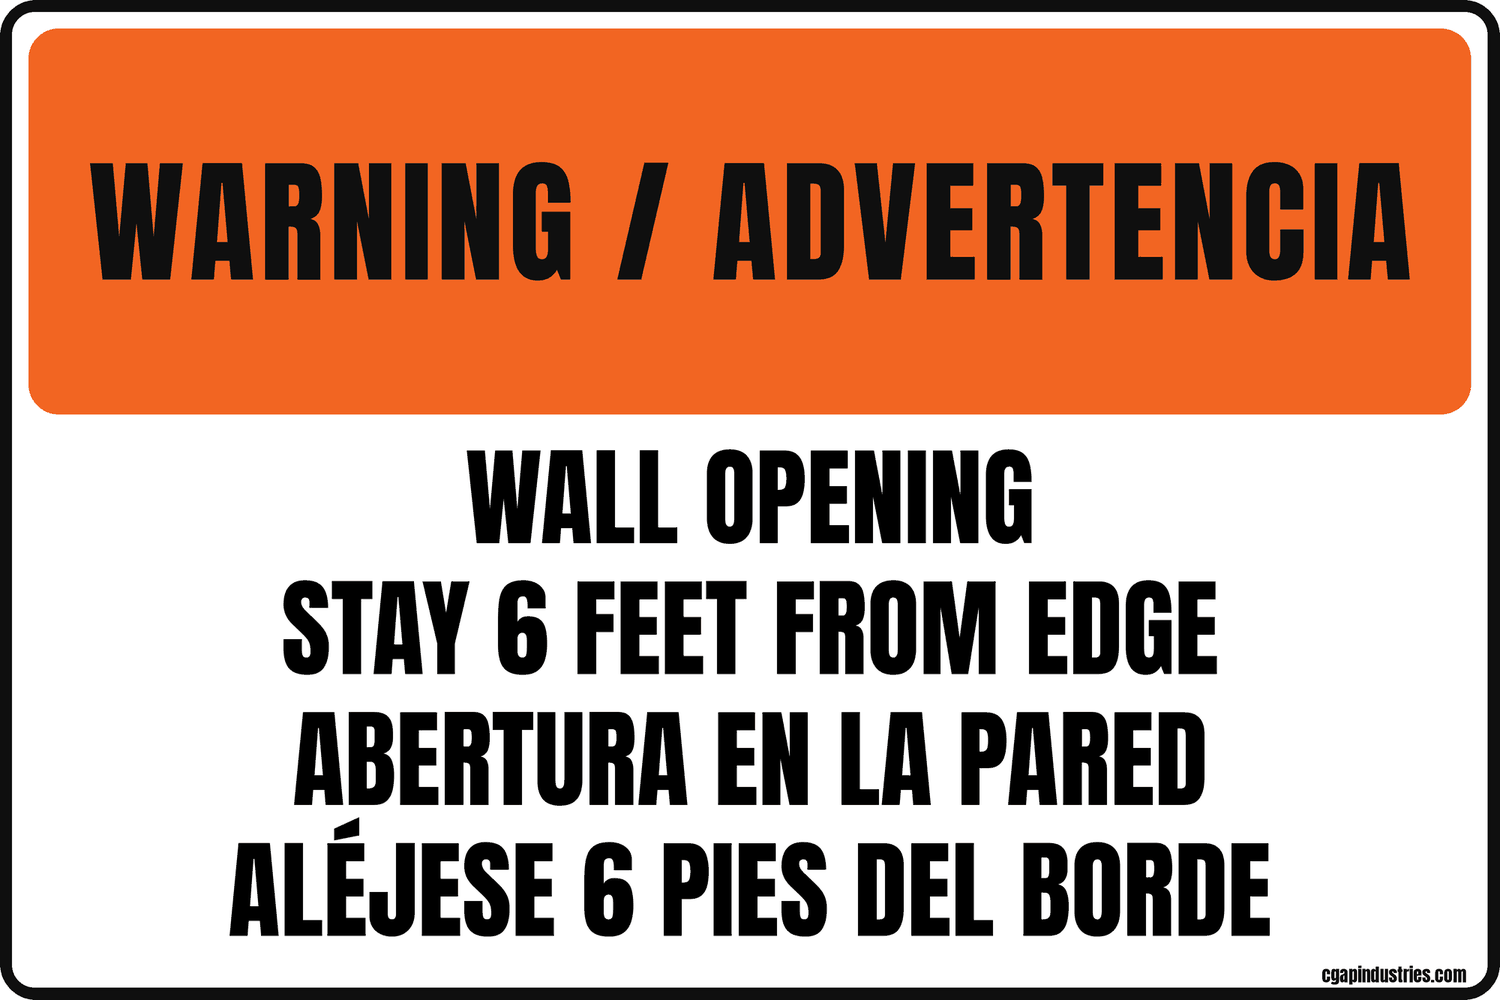 WARNING / ADVERTENCIA
WALL OPENING
STAY 6 FEET FROM EDGE
ABERTURA EN LA PARED
ALÉJESE 6 PIES DEL BORDE
cgapindustries.com